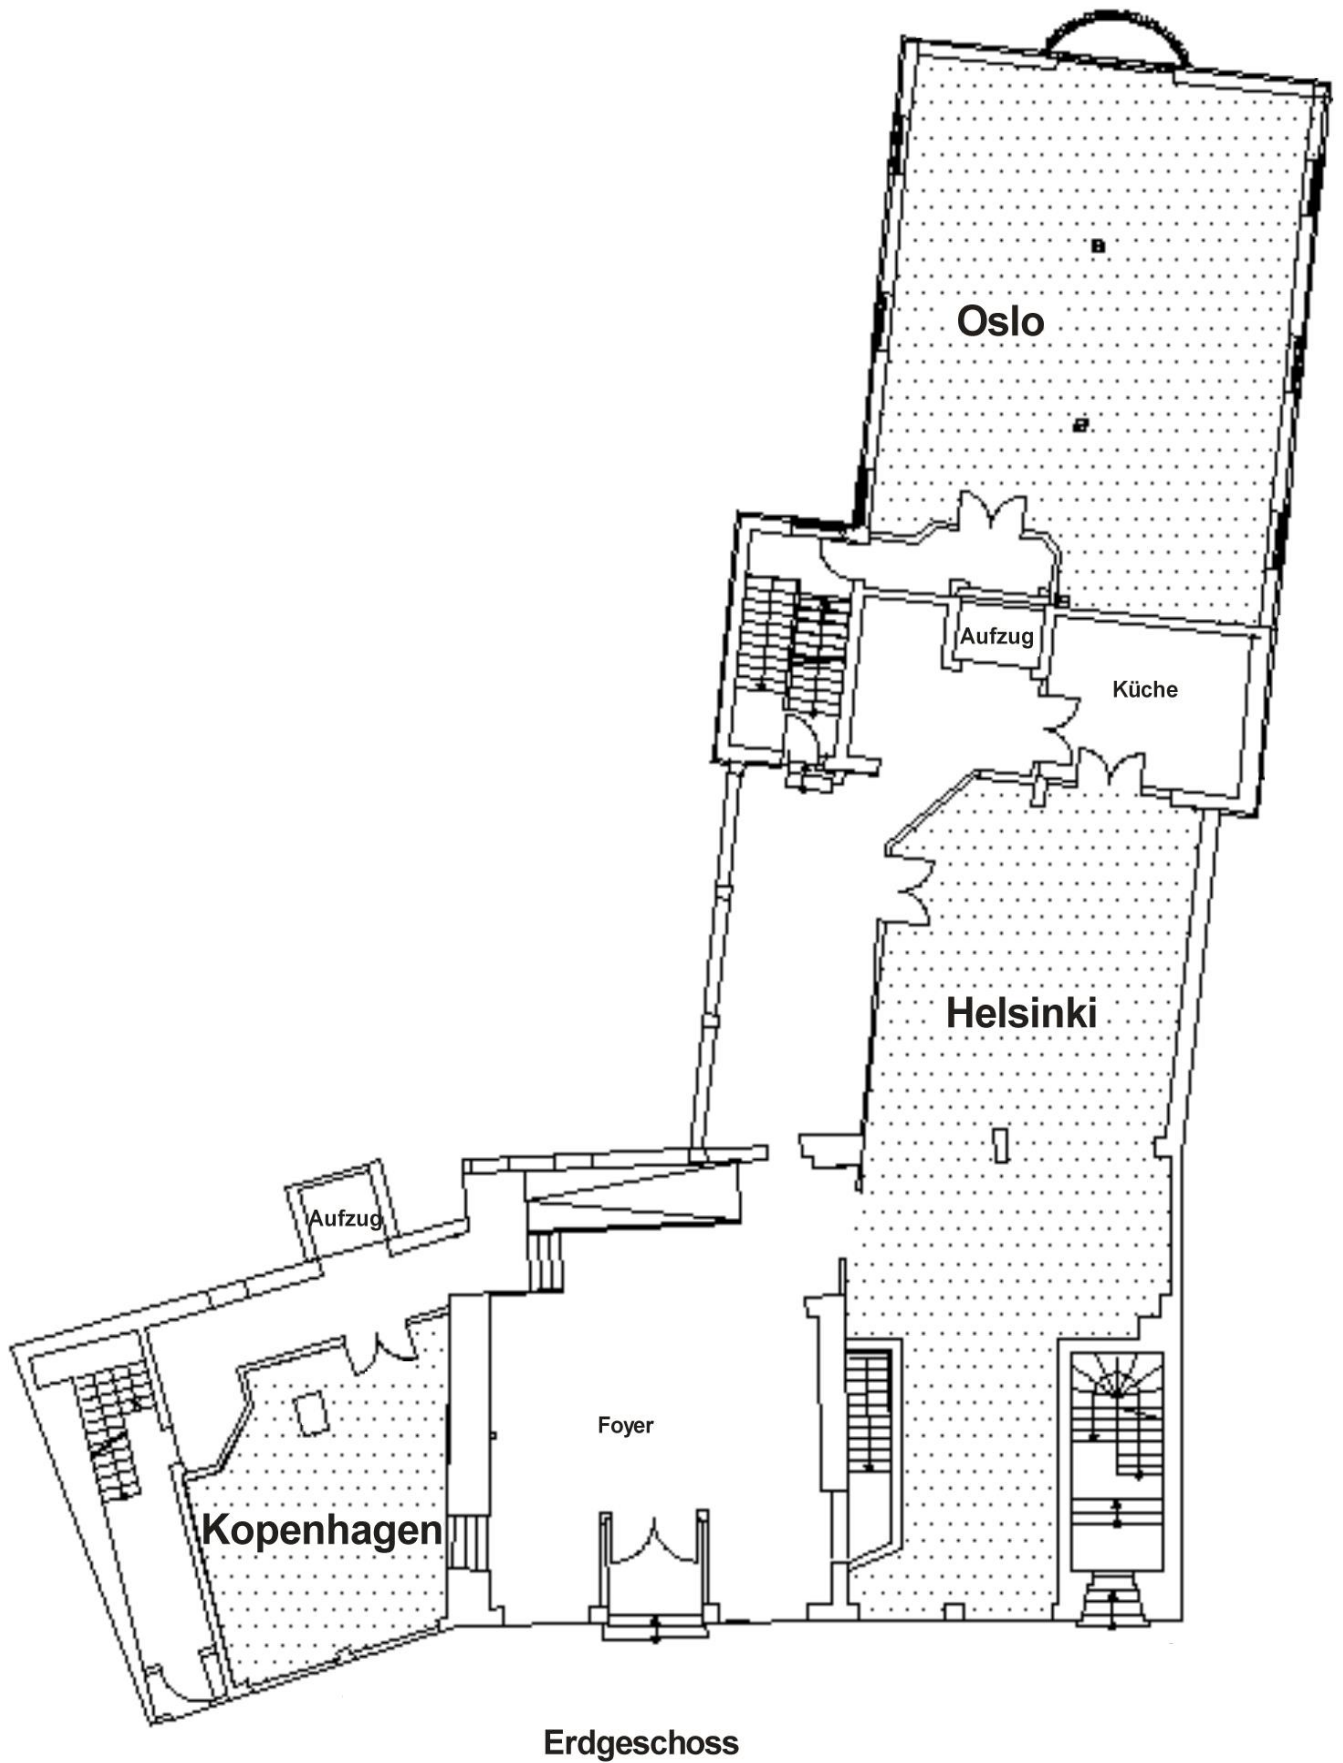 Oslo
Aufzug
Küche
Helsinki
Aufzug
Foyer
Kopenhagen
Erdgeschoss